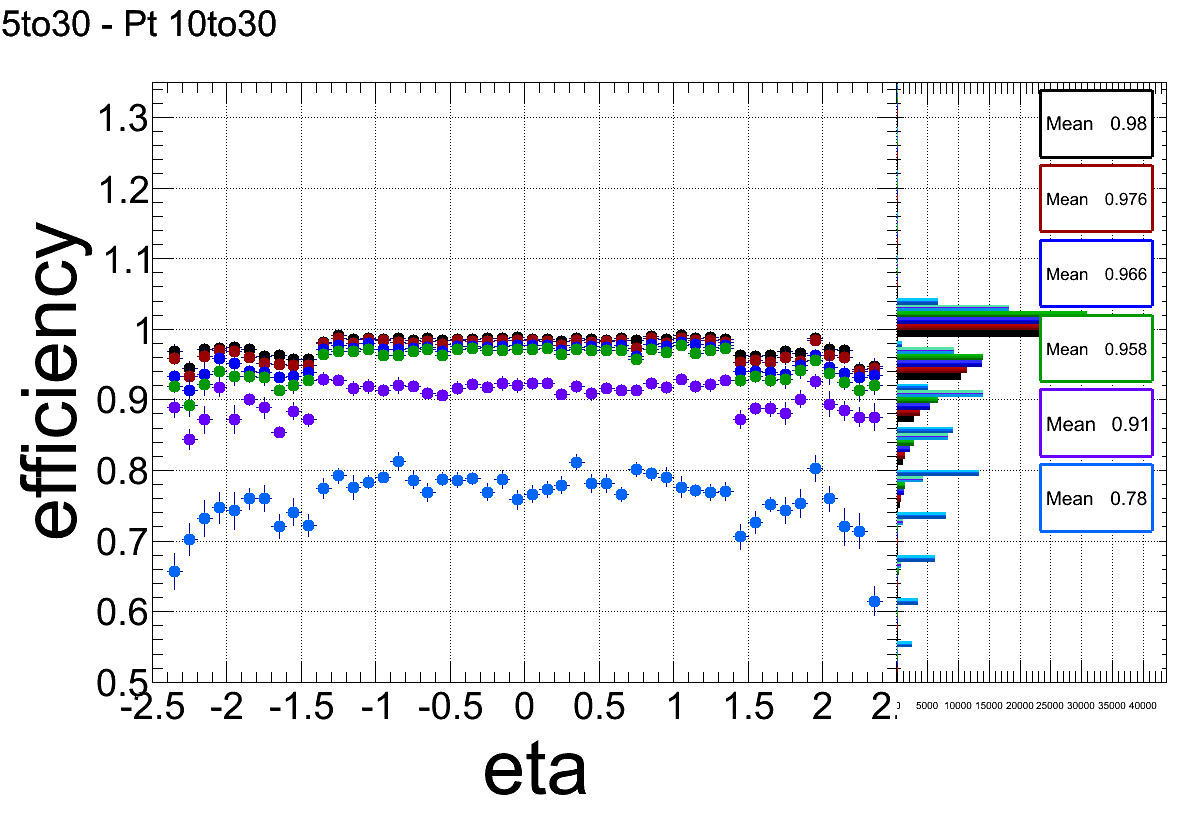 5to30 - Pt 10to30
efficiency
1.3
1.2
1.1
1
0.9
0.8
0.7
0.6
0.5
-2.5 -2 -1.5 -1 -0.5 0 0.5 1 1.5 2 2.
eta
5000 10000 15000 20000 25000 30000 35000 40000
Mean 0.98
Mean 0.976
Mean 0.966
Mean 0.958
Mean 0.91
Mean 0.78